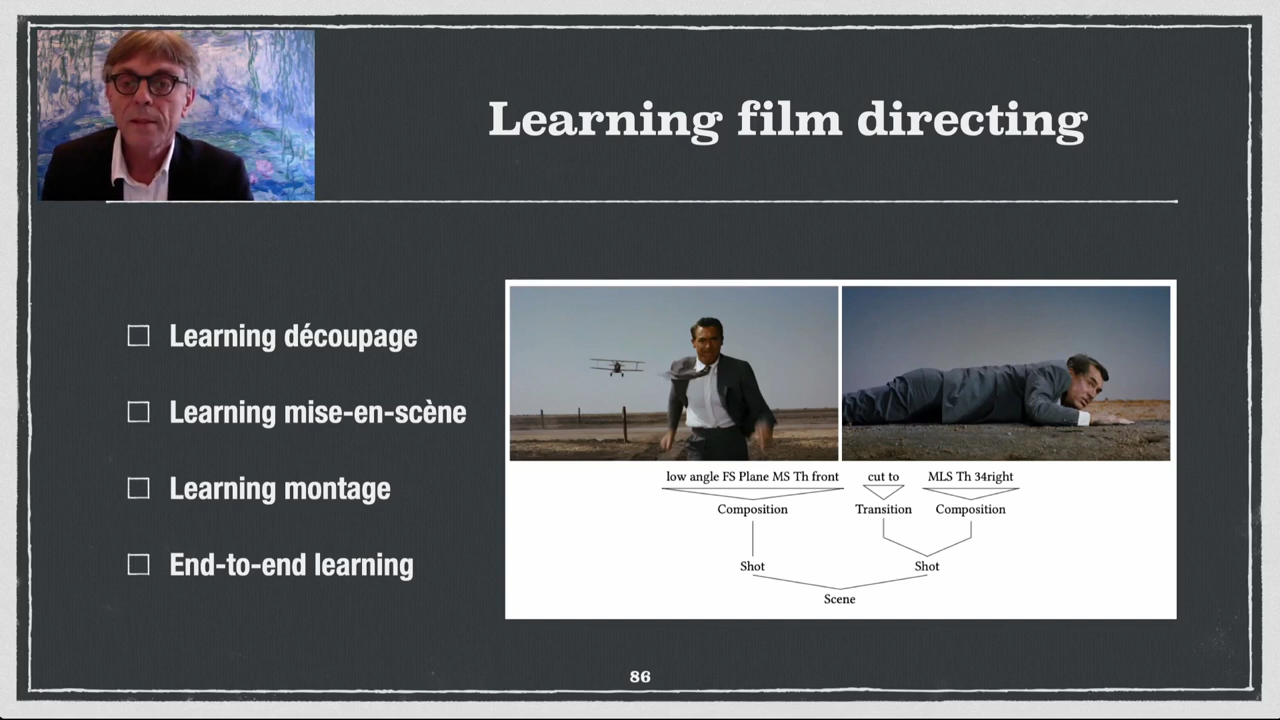 Learning film directing
Learning découpage
Learning mise-en-scène
Learning montage
End-to-end learning
low angle FS Plane MS Th front cut to MLS Th 34right
Composition Transition Composition
Shot Shot
Scene
86